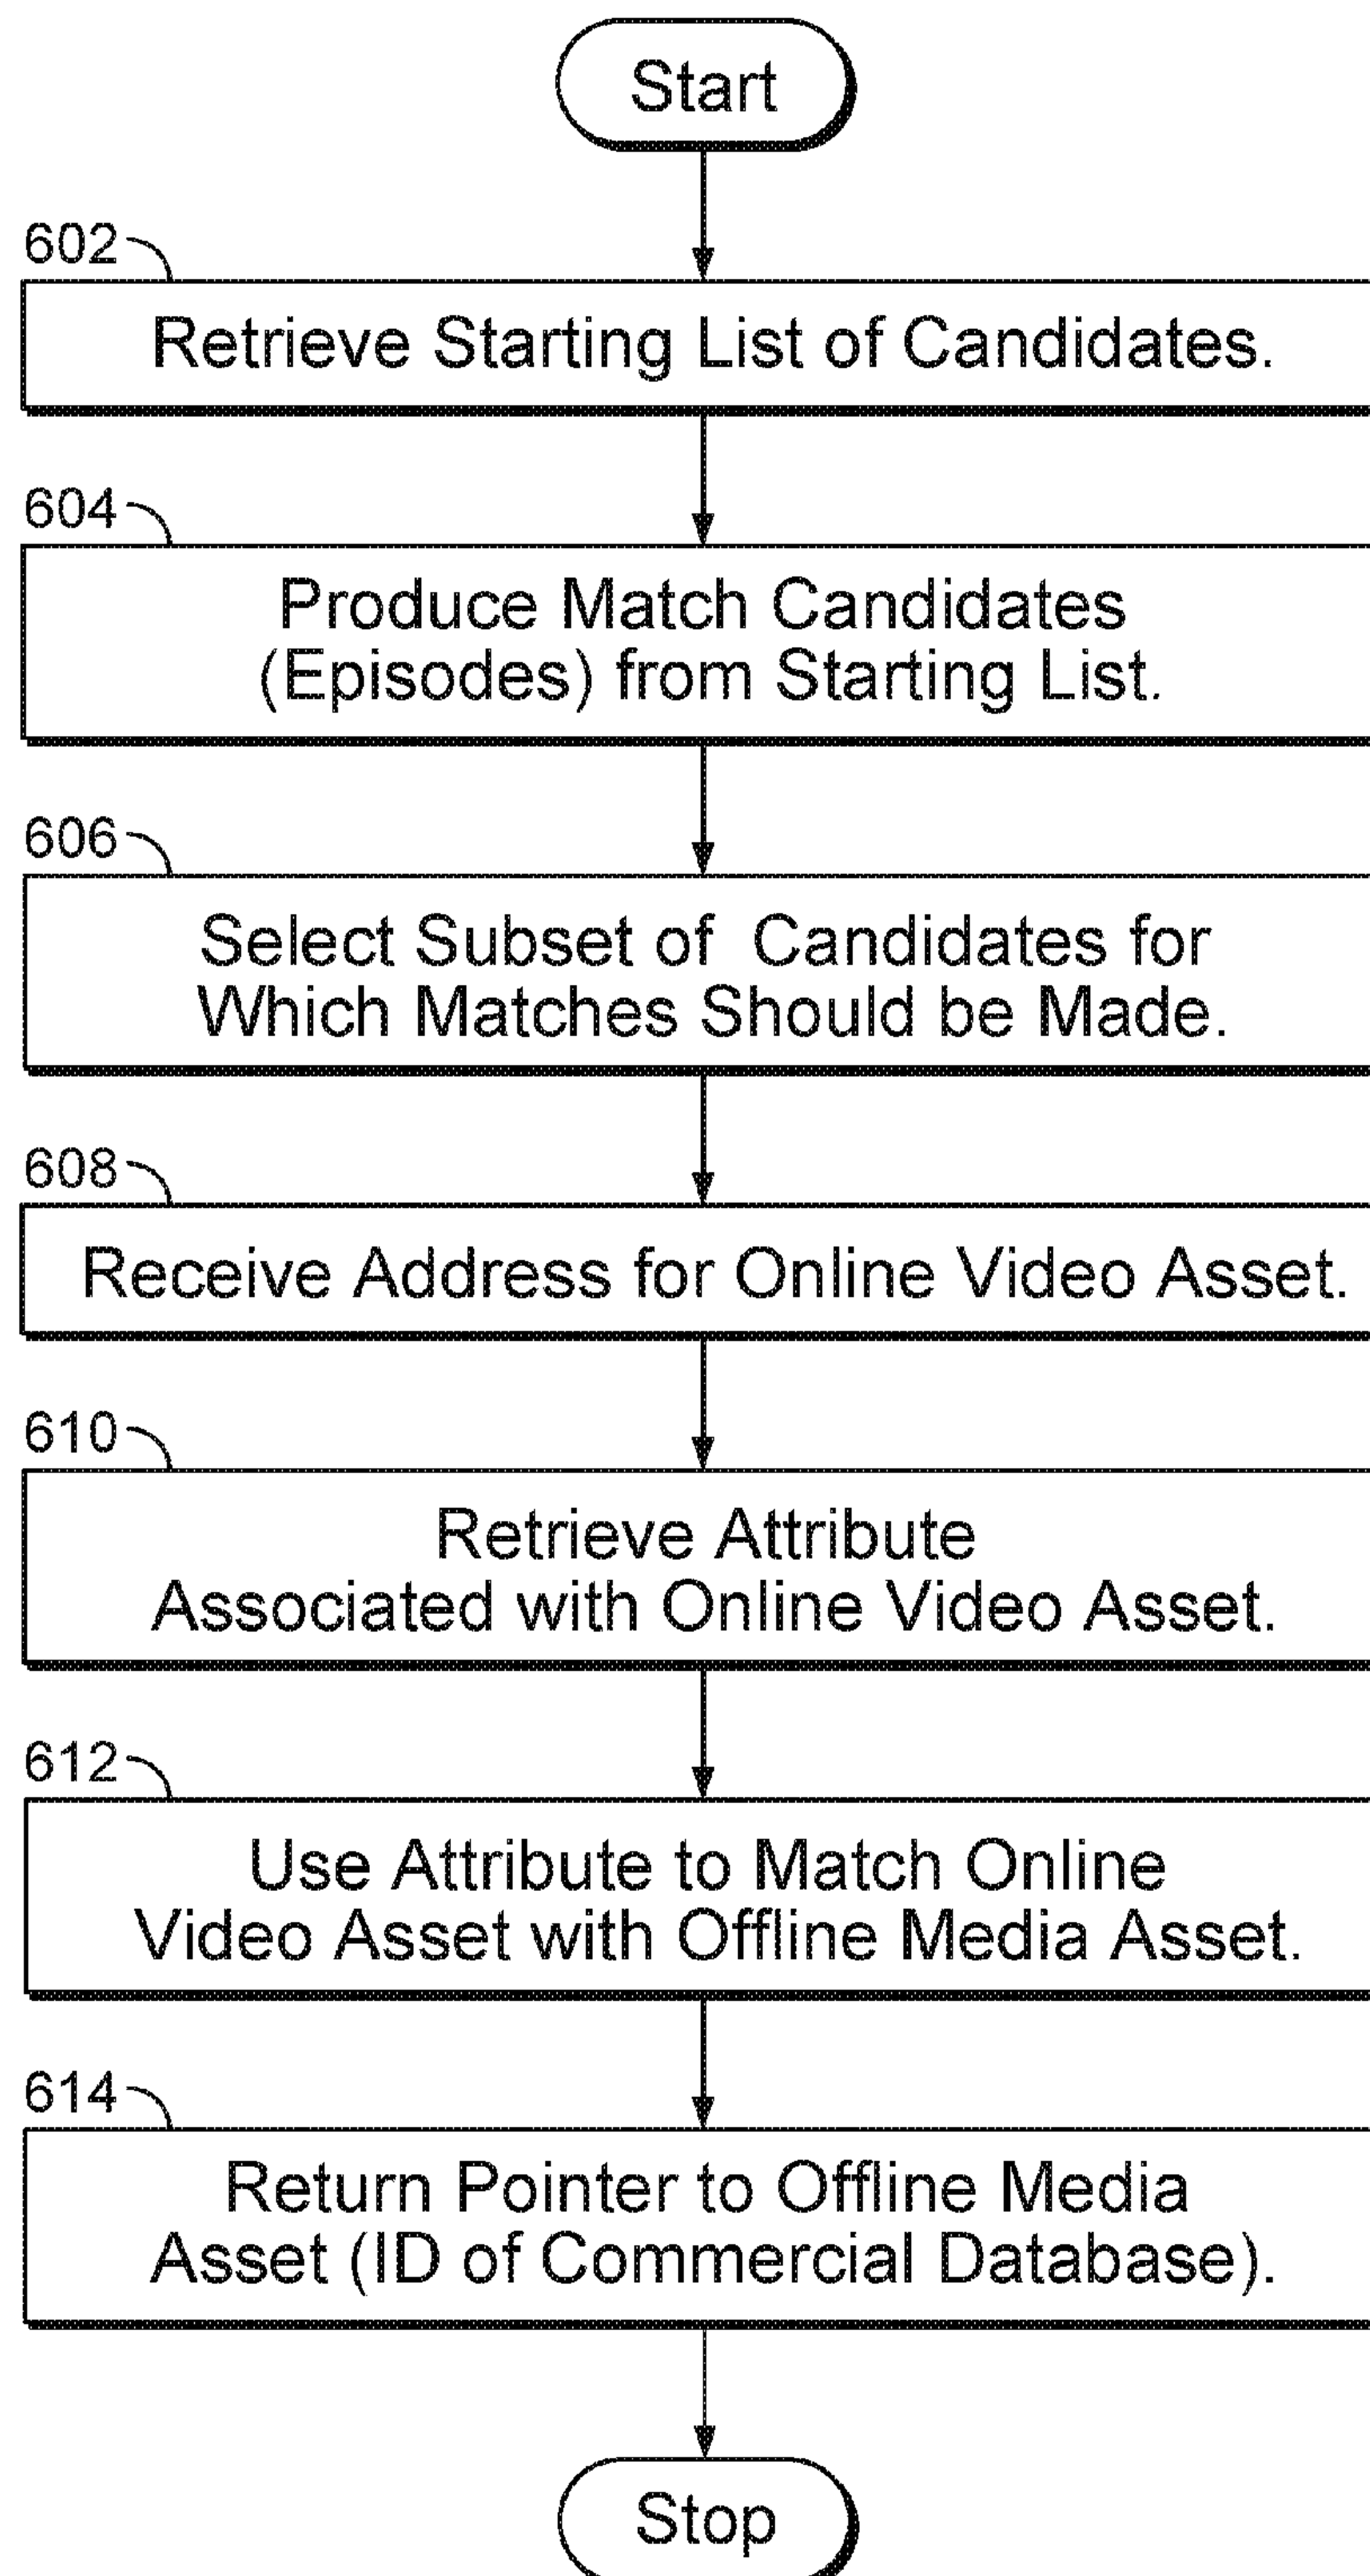 Start
602
Retrieve Starting List of Candidates.
604
Produce Match Candidates
(Episodes) from Starting List.
606
Select Subset of Candidates for
Which Matches Should be Made.
608
Receive Address for Online Video Asset.
610
Retrieve Attribute
Associated with Online Video Asset.
612
Use Attribute to Match Online
Video Asset with Offline Media Asset.
614
Return Pointer to Offline Media
Asset (ID of Commercial Database).
Stop